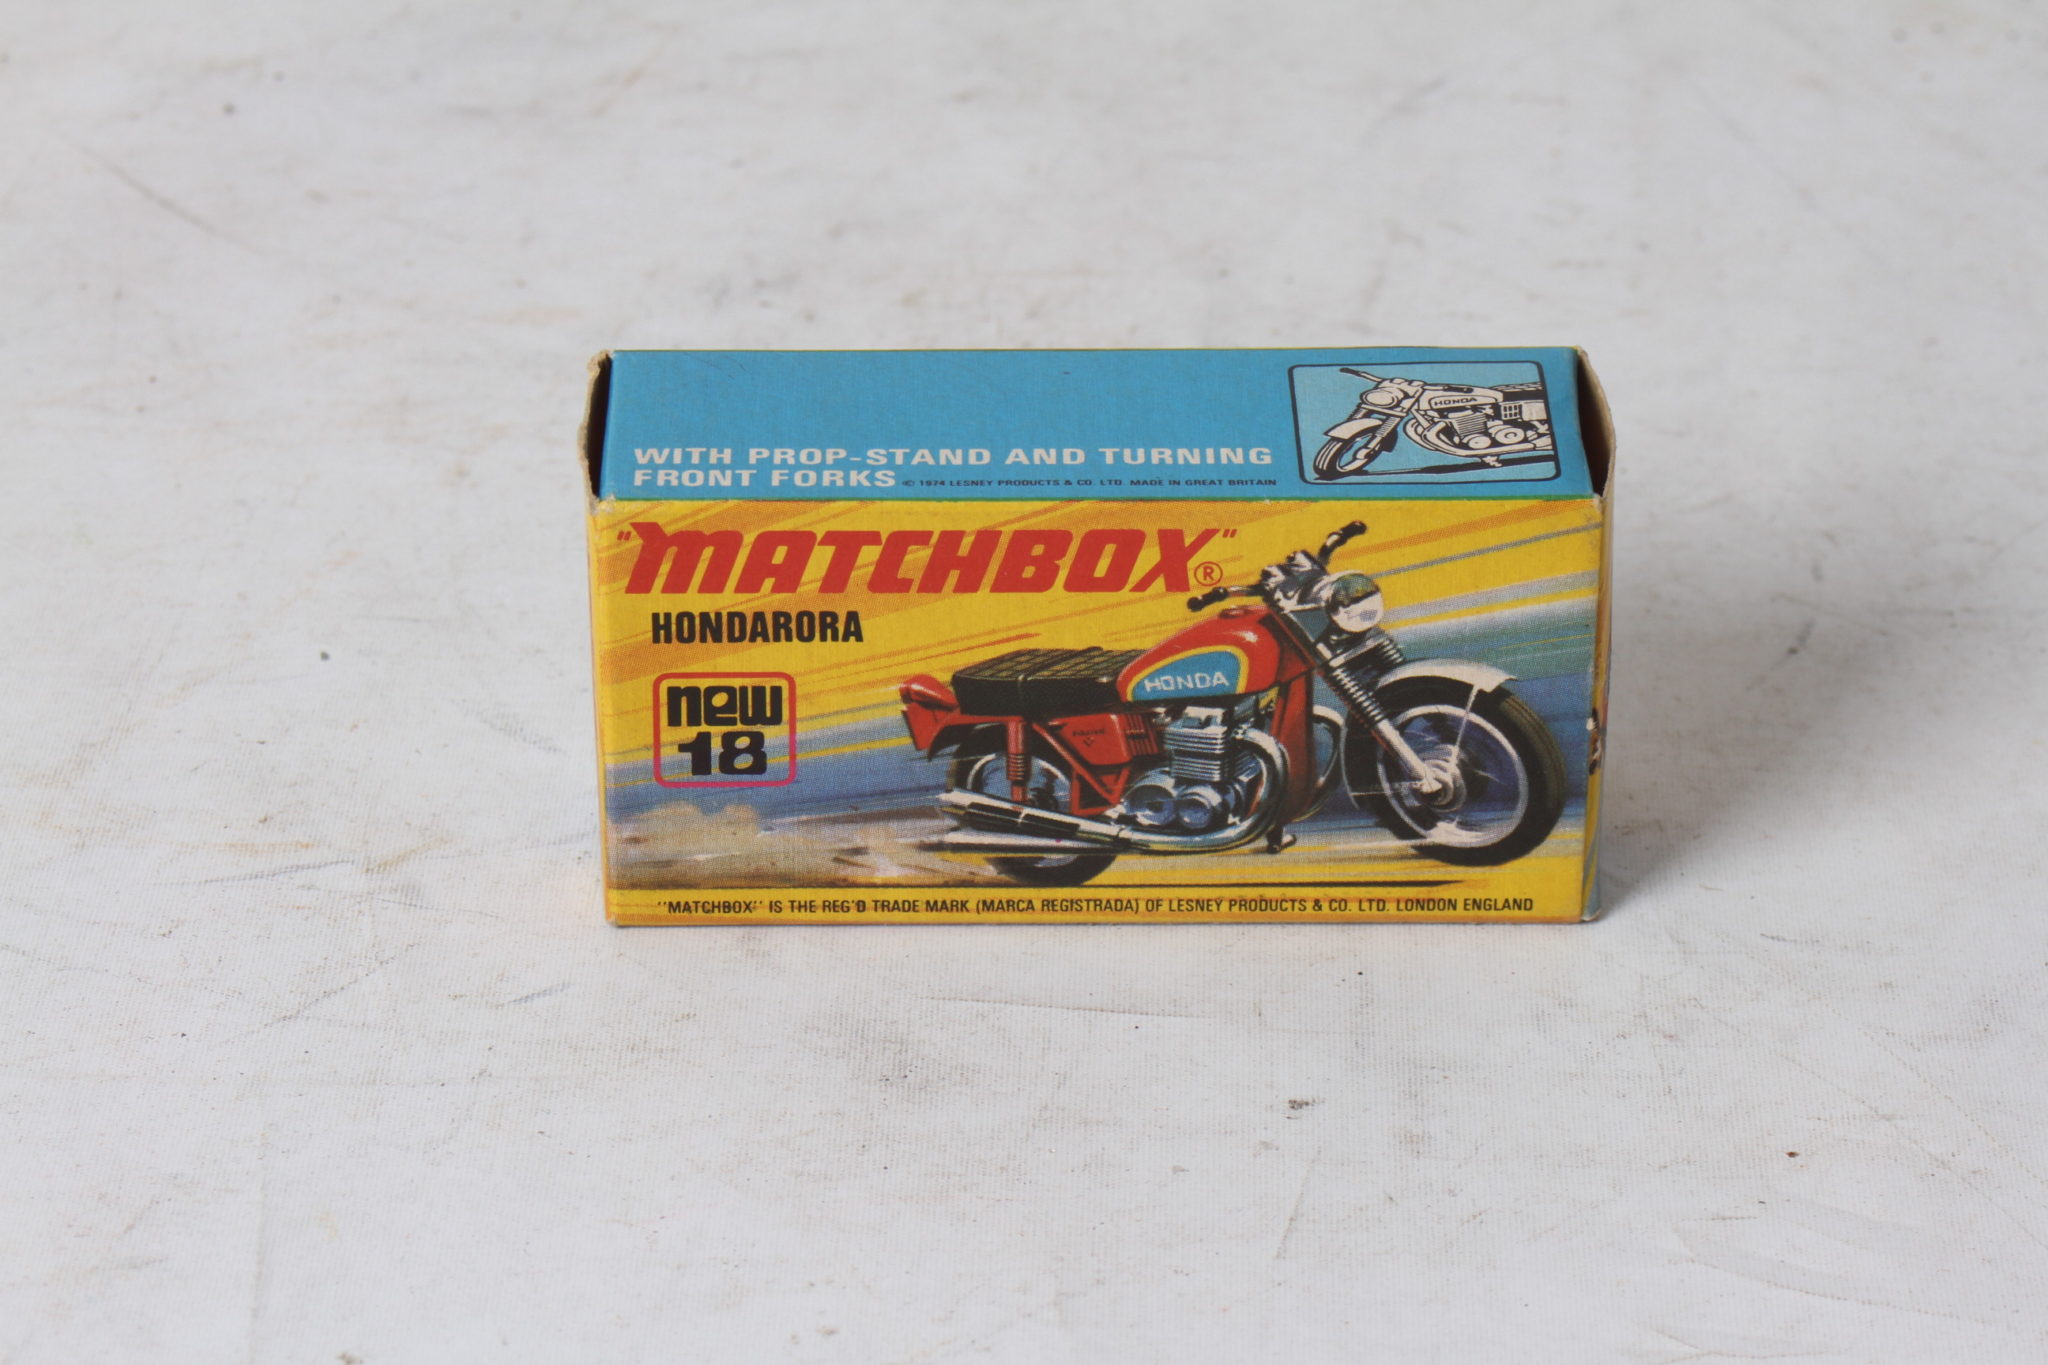 HONDA
WITH PROP-STAND AND TURNING
FRONT FORKS © 1974 LESNEY PRODUCTS & CO. LTD. MADE IN GREAT BRITAIN
"MATCHBOX"®
HONDARORA
new
18
HONDA
"MATCHBOX" IS THE REG'D TRADE MARK (MARCA REGISTRADA) OF LESNEY PRODUCTS & CO. LTD. LONDON ENGLAND